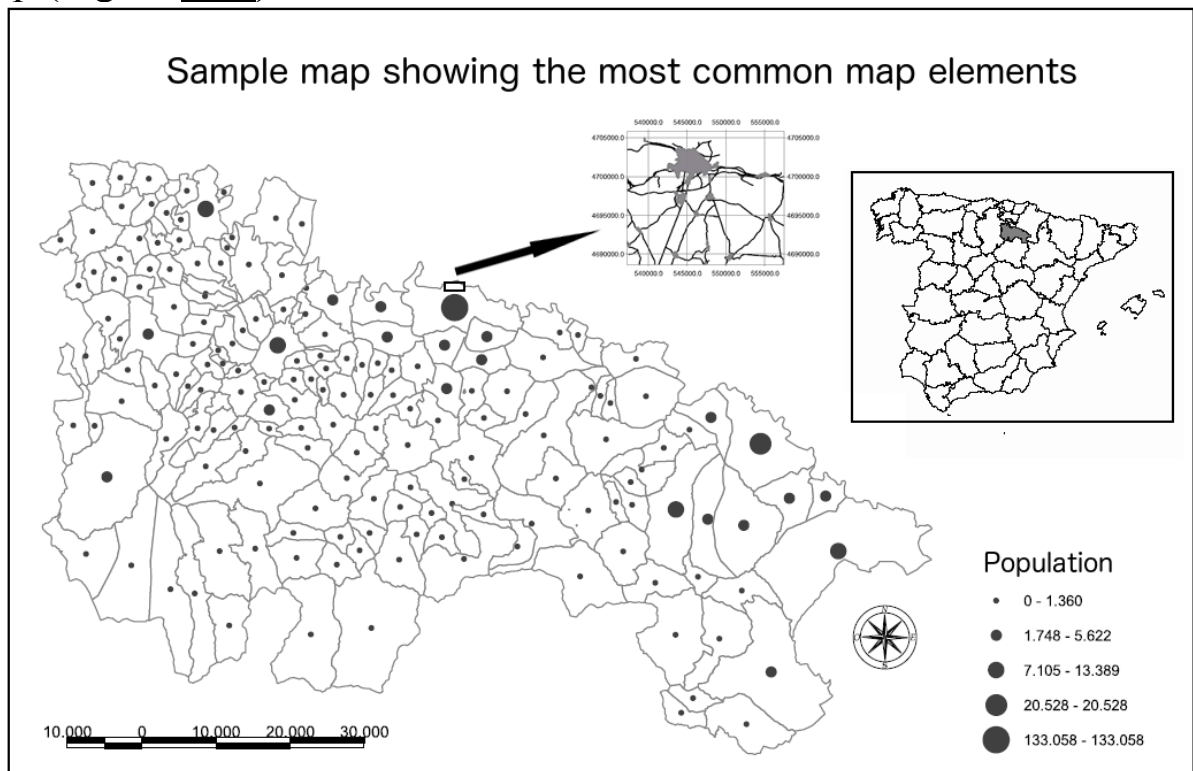 Sample map showing the most common map elements
540000.0 545000.0 550000.0 555000.0
4705000.0 4705000.0
4700000.0 4700000.0
4695000.0 4695000.0
4690000.0 4690000.0
540000.0 545000.0 550000.0 555000.0
Population
0 - 1.360
1.748 - 5.622
7.105 - 13.389
20.528 - 20.528
133.058 - 133.058
N
O E
S
10.000 0 10.000 20.000 30.000